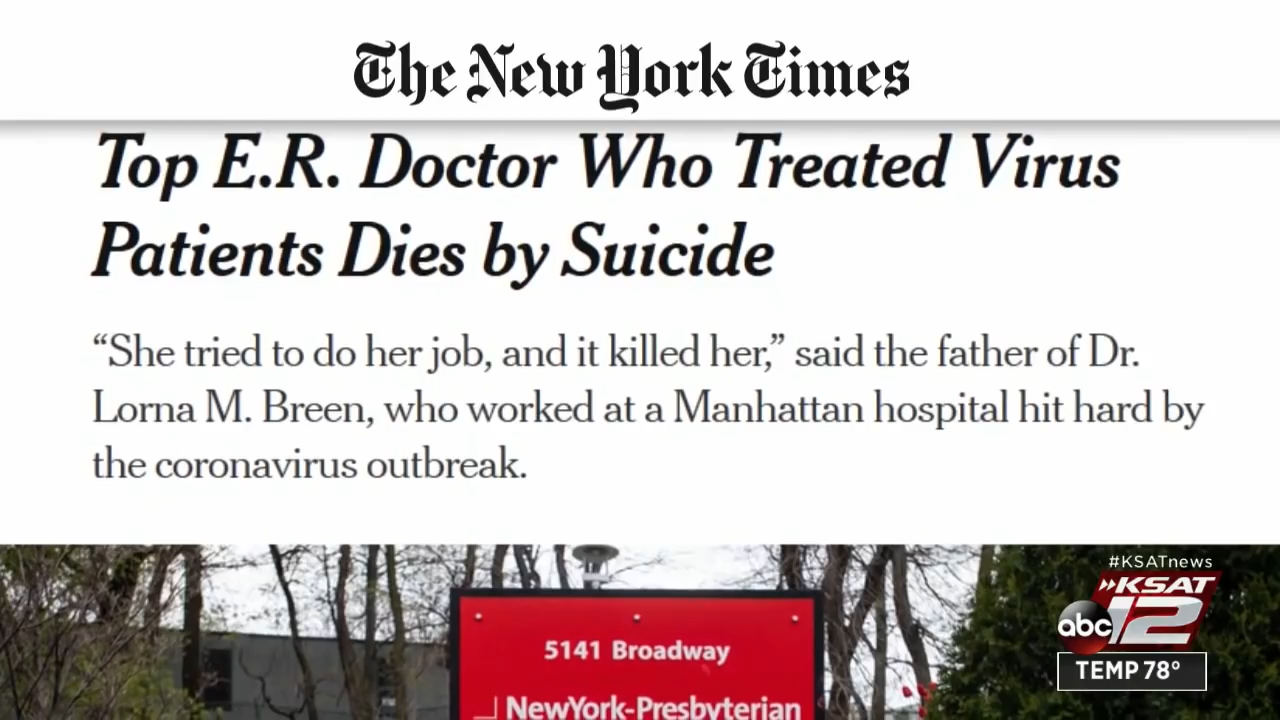 The New York Times
Top E.R. Doctor Who Treated Virus
Patients Dies by Suicide
“She tried to do her job, and it killed her,” said the father of Dr.
Lorna M. Breen, who worked at a Manhattan hospital hit hard by
the coronavirus outbreak.
5141 Broadway
NewYork-Presbyterian
#KSATnews
KSAT
abc 12
TEMP 78°